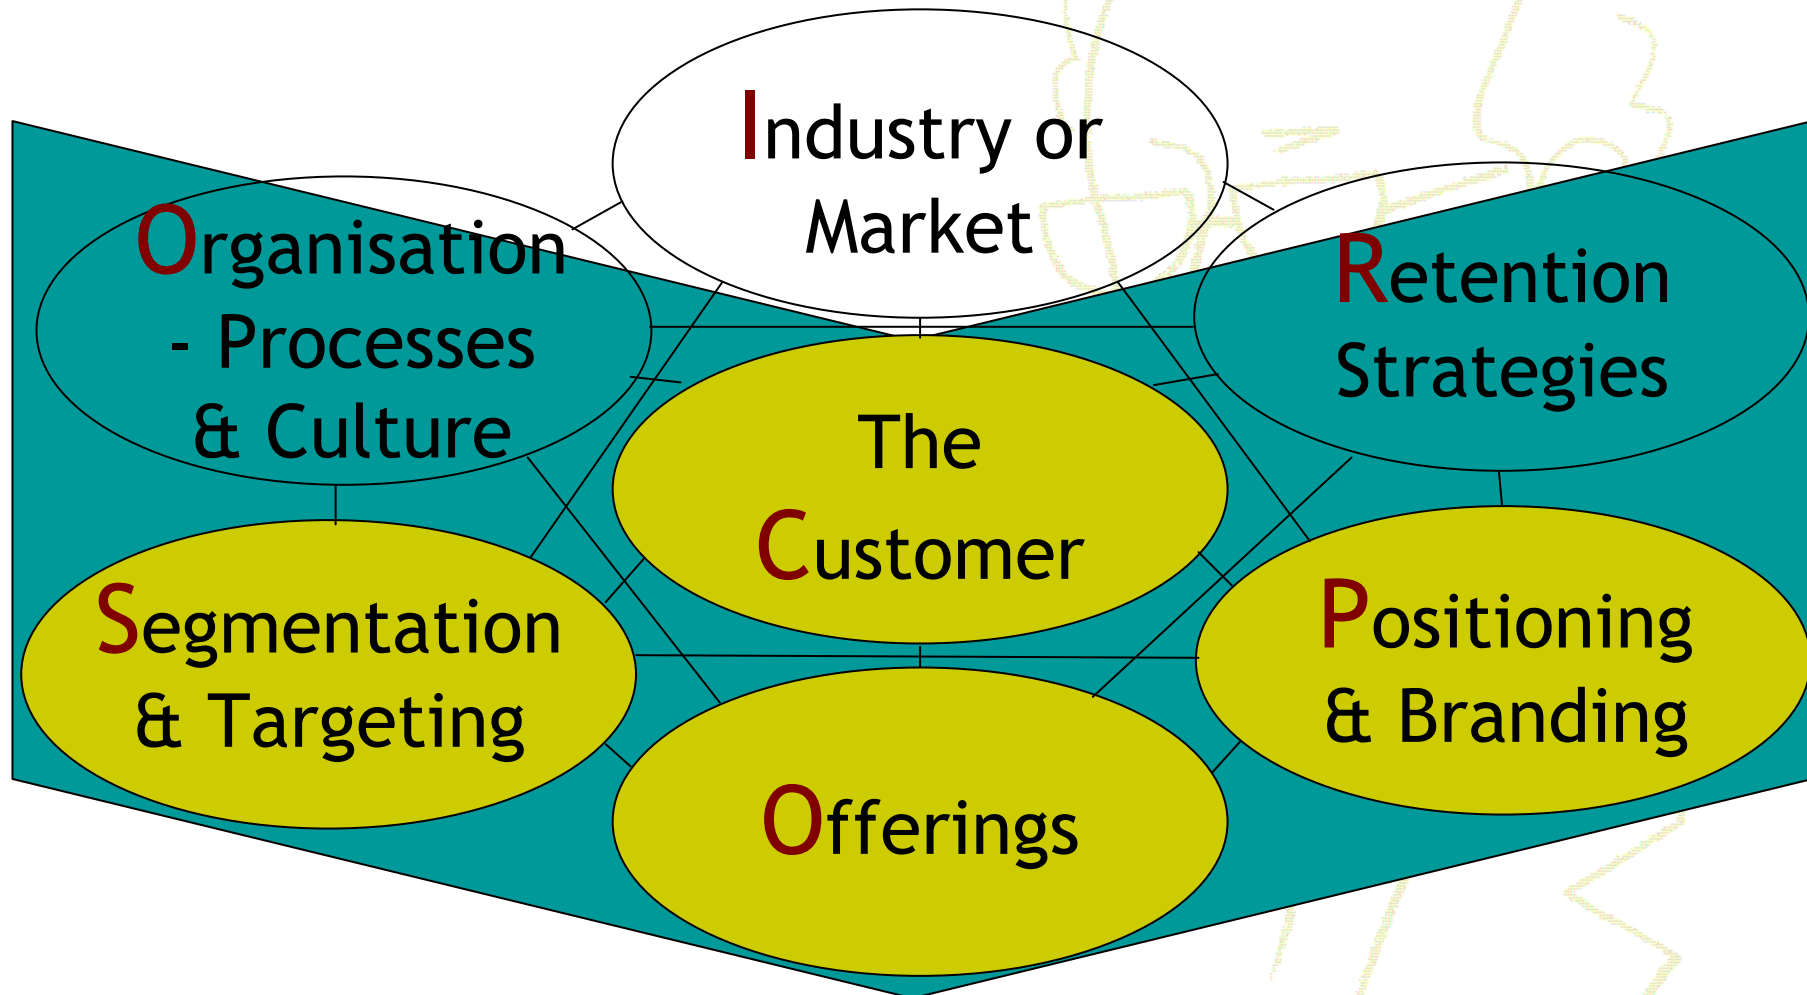 Industry or
Market
Organisation
- Processes
& Culture
Retention
Strategies
The
Customer
Segmentation
& Targeting
Positioning
& Branding
Offerings